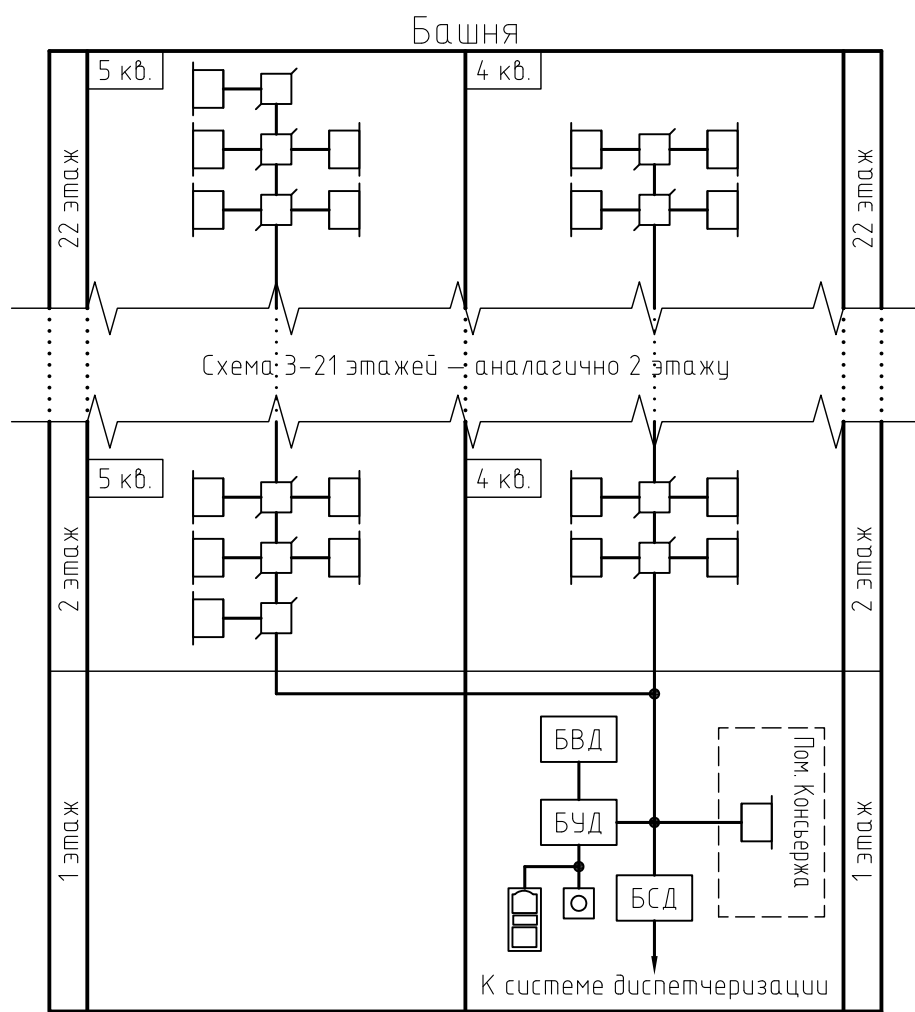 Башня
5 кв.
4 кв.
22 этаж
22 этаж
Схема 3-21 этажей – аналагично 2 этажу
5 кв.
4 кв.
2 этаж
2 этаж
БВД
Пом. Консьержа
БУД
1 этаж
1 этаж
БСД
К системе диспетчеризации